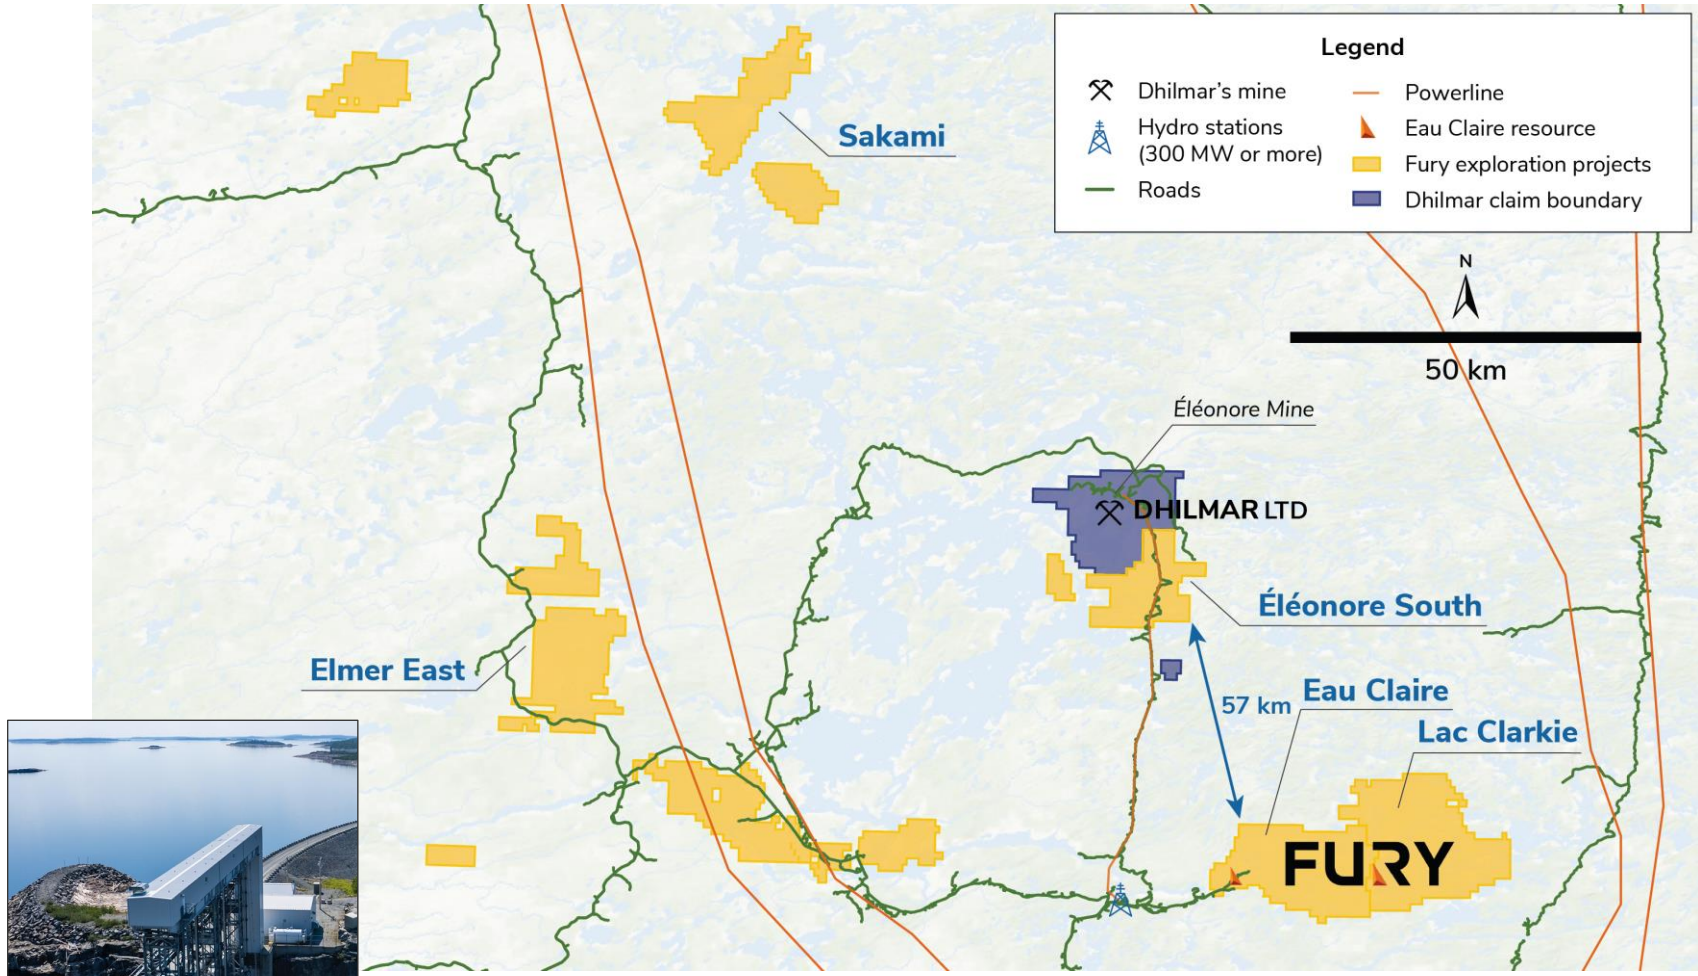 Legend
Dhilmar's mine
Hydro stations
(300 MW or more)
Roads
Powerline
Eau Claire resource
Fury exploration projects
Dhilmar claim boundary
Sakami
N
50 km
Éléonore Mine
DHILMAR LTD
Éléonore South
Elmer East
57 km
Eau Claire
Lac Clarkie
FURY